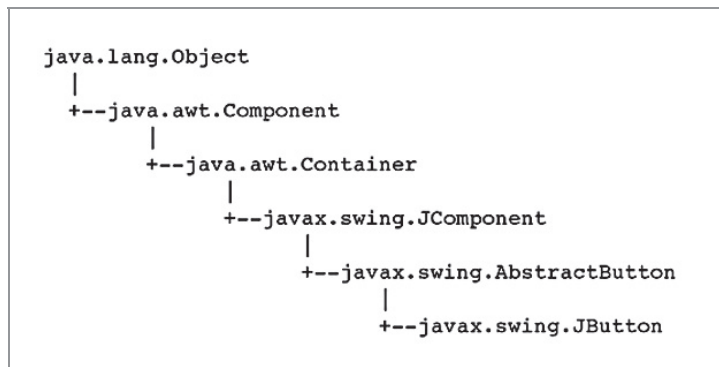 java.lang.Object
|
+--java.awt.Component
|
+--java.awt.Container
|
+--javax.swing.JComponent
|
+--javax.swing.AbstractButton
|
+--javax.swing.JButton